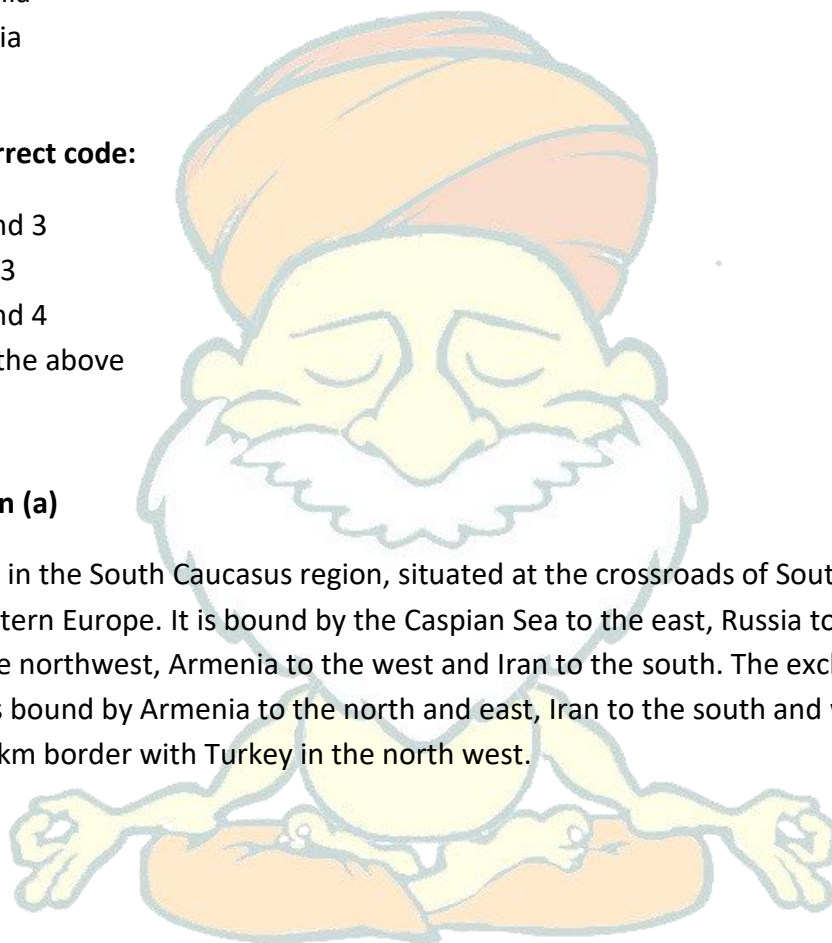 ia
rrect code:
nd 3
3
nd 4
the above
n (a)
in the South Caucasus region, situated at the crossroads of Sout
tern Europe. It is bound by the Caspian Sea to the east, Russia to
e northwest, Armenia to the west and Iran to the south. The excl
s bound by Armenia to the north and east, Iran to the south and
km border with Turkey in the north west.